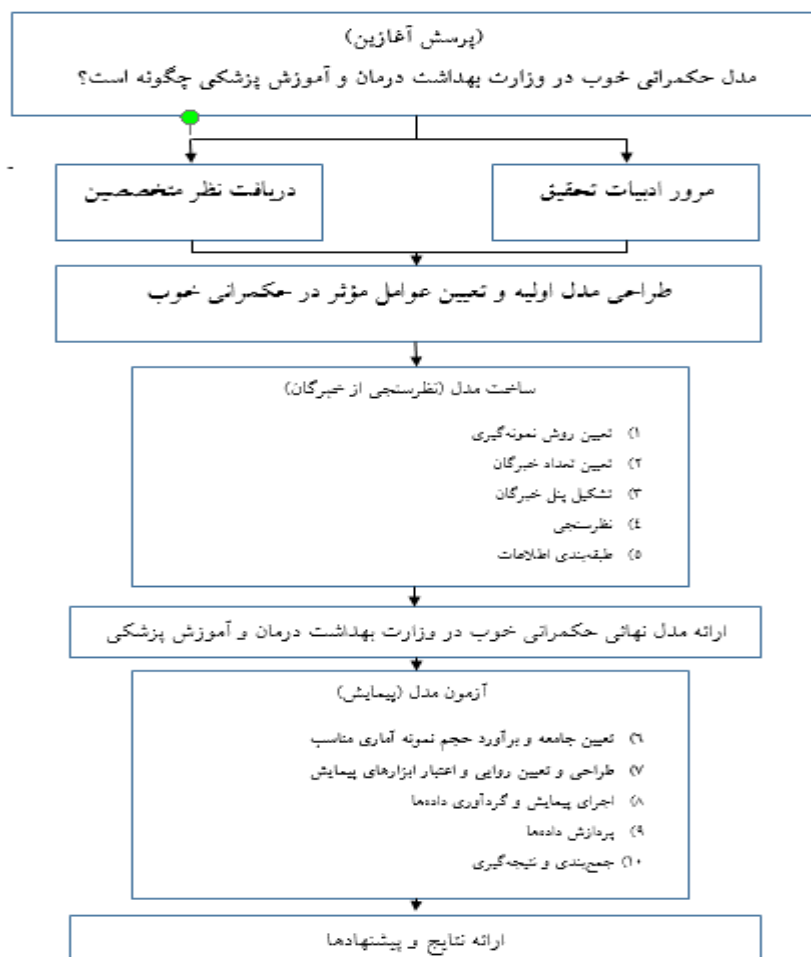 (پرسش آغازین)
مدل حکمرانی خوب در وزارت بهداشت درمان و آموزش پزشکی چگونه است؟
مرور ادبیات تحقیق
دریافت نظر متخصصین
طراحی مدل اولیه و تعیین عوامل مؤثر در حکمرانی خوب
ساخت مدل (نظرسنجی از خبرگان)
۱) تعیین روش نمونه‌گیری
۲) تعیین تعداد خبرگان
۳) تشکیل پنل خبرگان
۴) نظرسنجی
۵) طبقه‌بندی اطلاعات
ارائه مدل نهائی حکمرانی خوب در وزارت بهداشت درمان و آموزش پزشکی
آزمون مدل (پیمایش)
۶) تعیین جامعه و برآورد حجم نمونه آماری مناسب
۷) طراحی و تعیین روایی و اعتبار ابزارهای پیمایش
۸) اجرای پیمایش و گردآوری داده‌ها
۹) پردازش داده‌ها
۱۰) جمع‌بندی و نتیجه‌گیری
ارائه نتایج و پیشنهادها